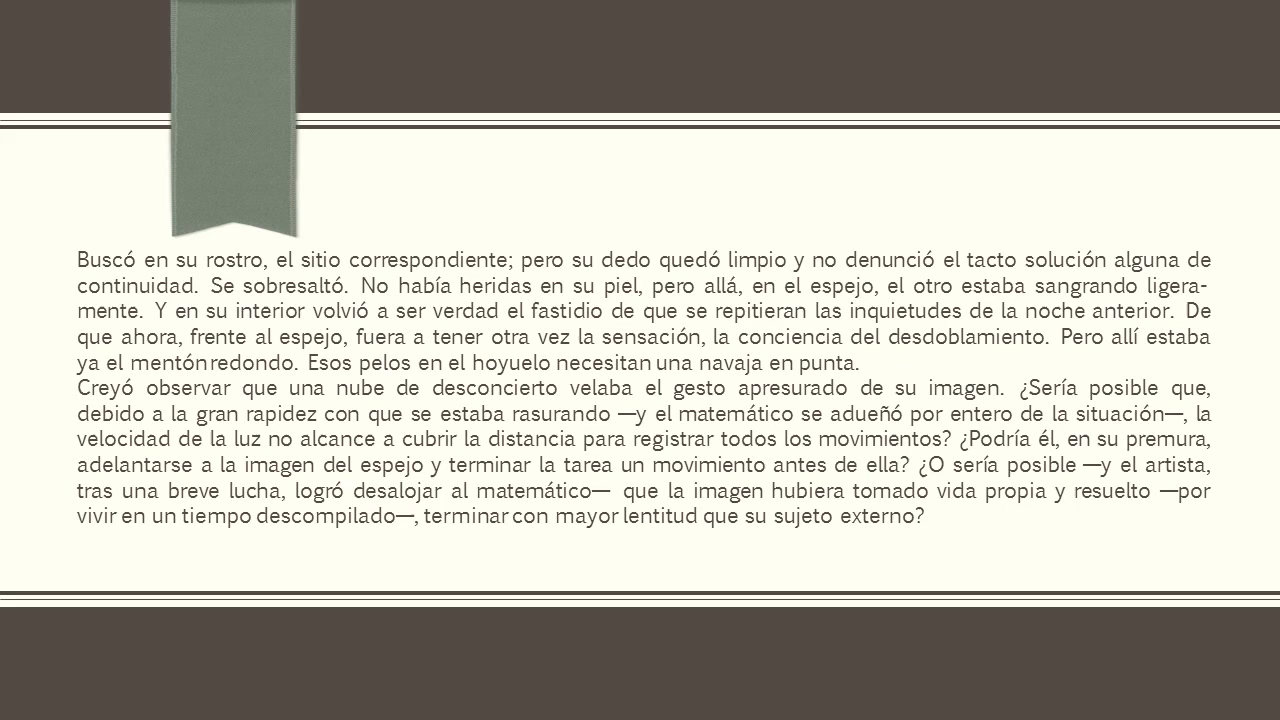 Buscó en su rostro, el sitio correspondiente; pero su dedo quedó limpio y no denunció el tacto solución alguna de
continuidad. Se sobresaltó. No había heridas en su piel, pero allá, en el espejo, el otro estaba sangrando ligera-
mente. Y en su interior volvió a ser verdad el fastidio de que se repitieran las inquietudes de la noche anterior. De
que ahora, frente al espejo, fuera a tener otra vez la sensación, la conciencia del desdoblamiento. Pero allí estaba
ya el mentón redondo. Esos pelos en el hoyuelo necesitan una navaja en punta.
Creyó observar que una nube de desconcierto velaba el gesto apresurado de su imagen. ¿Sería posible que,
debido a la gran rapidez con que se estaba rasurando —y el matemático se adueñó por entero de la situación—, la
velocidad de la luz no alcance a cubrir la distancia para registrar todos los movimientos? ¿Podría él, en su premura,
adelantarse a la imagen del espejo y terminar la tarea un movimiento antes de ella? ¿O sería posible —y el artista,
tras una breve lucha, logró desalojar al matemático— que la imagen hubiera tomado vida propia y resuelto —por
vivir en un tiempo descompilado—, terminar con mayor lentitud que su sujeto externo?